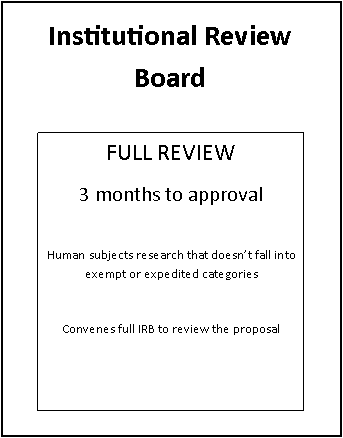 Institutional Review
Board
FULL REVIEW
3 months to approval
Human subjects research that doesn’t fall into
exempt or expedited categories
Convenes full IRB to review the proposal